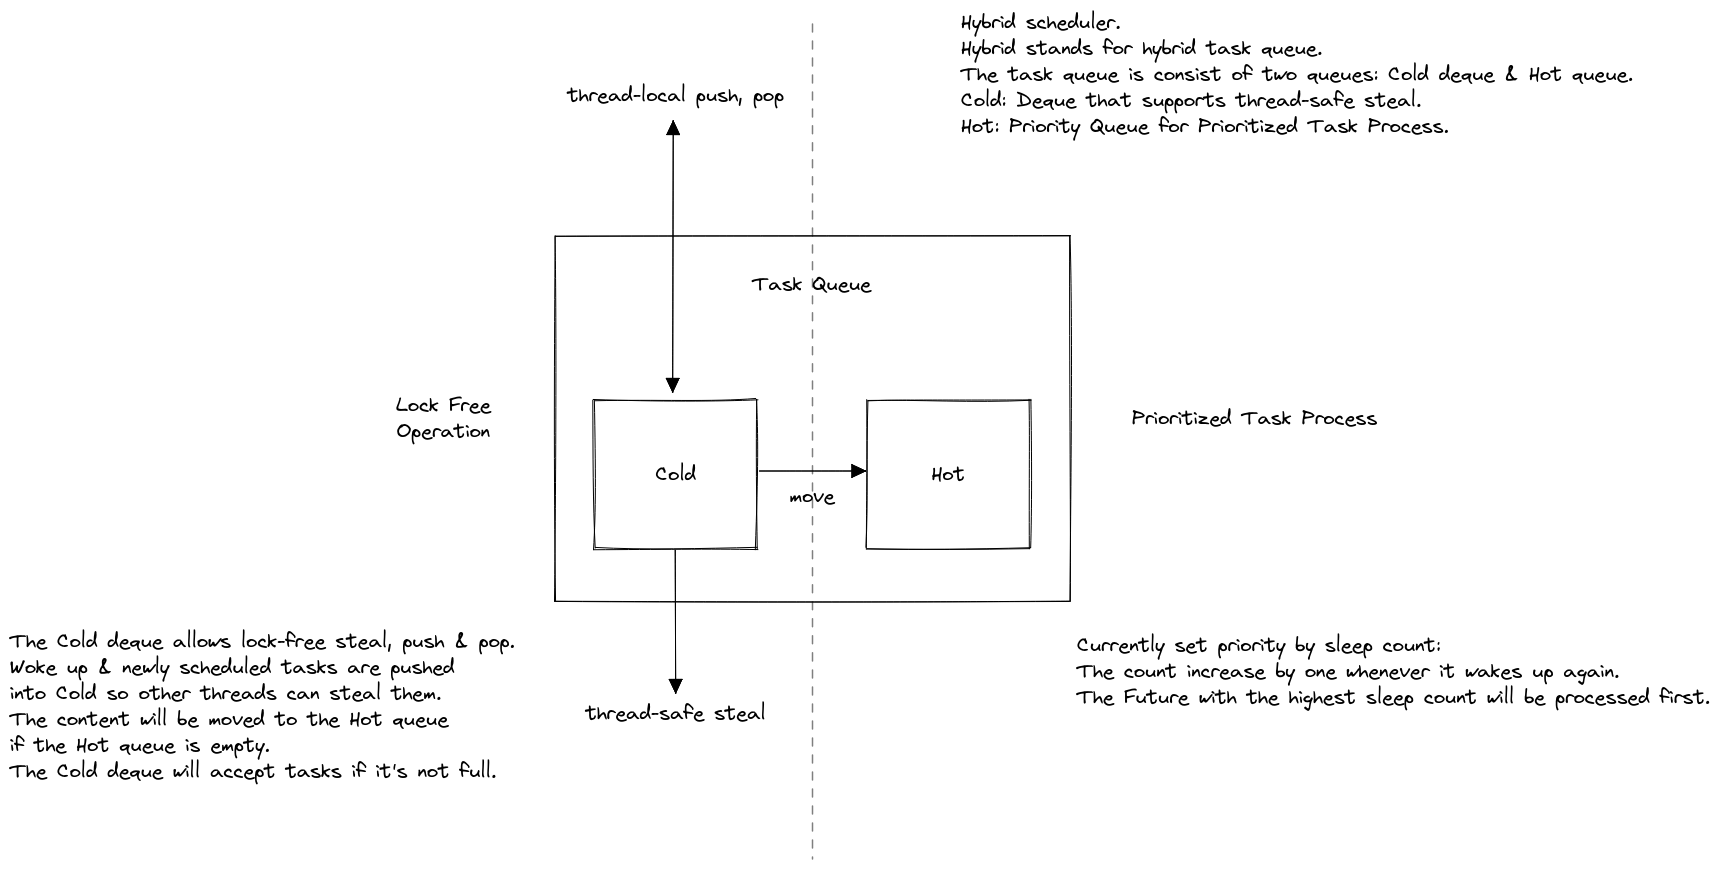 Hybrid scheduler.
Hybrid stands for hybrid task queue.
The task queue is consist of two queues: Cold deque & Hot queue.
Cold: Deque that supports thread-safe steal.
Hot: Priority Queue for Prioritized Task Process.
thread-local push, pop
Task Queue
Lock Free
Operation
Prioritized Task Process
Cold
Hot
move
The Cold deque allows lock-free steal, push & pop.
Woke up & newly scheduled tasks are pushed
into Cold so other threads can steal them.
The content will be moved to the Hot queue
if the Hot queue is empty.
The Cold deque will accept tasks if it's not full.
thread-safe steal
Currently set priority by sleep count:
The count increase by one whenever it wakes up again.
The Future with the highest sleep count will be processed first.